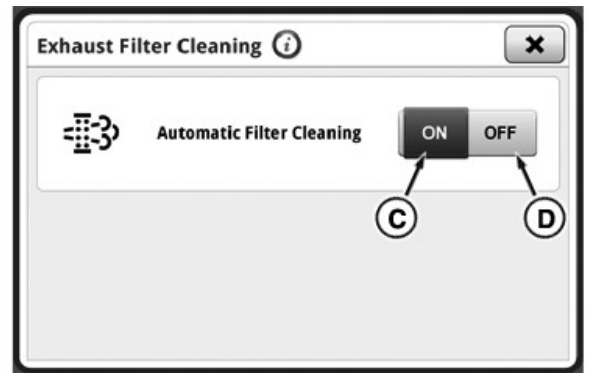 Exhaust Filter Cleaning i
Automatic Filter Cleaning ON OFF
C D